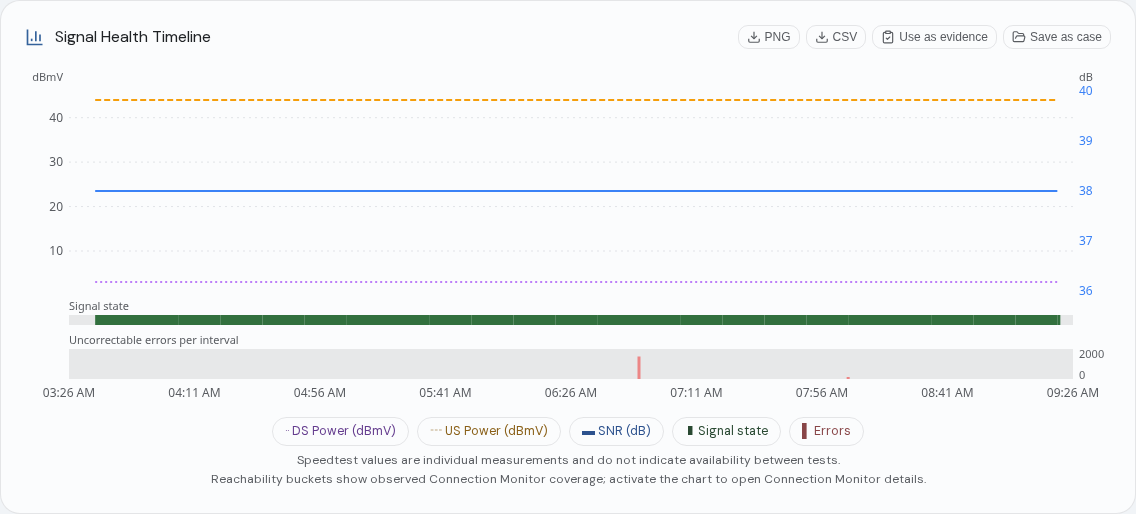 Signal Health Timeline
PNG
CSV
Use as evidence
Save as case
dBmV
dB
40
30
20
10
40
39
38
37
36
Signal state
Uncorrectable errors per interval
2000
0
03:26 AM 04:11 AM 04:56 AM 05:41 AM 06:26 AM 07:11 AM 07:56 AM 08:41 AM 09:26 AM
DS Power (dBmV) US Power (dBmV) SNR (dB) Signal state Errors
Speedtest values are individual measurements and do not indicate availability between tests.
Reachability buckets show observed Connection Monitor coverage; activate the chart to open Connection Monitor details.